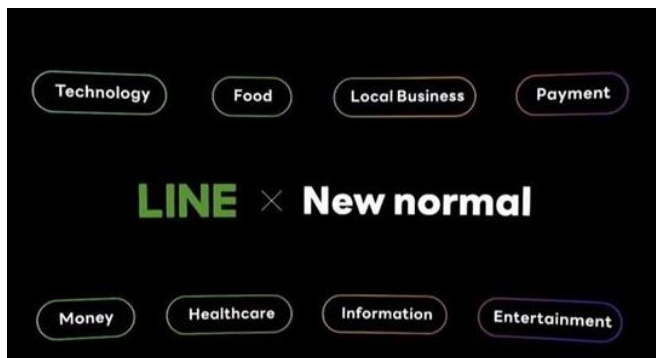 Technology Food Local Business Payment
LINE × New normal
Money Healthcare Information Entertainment